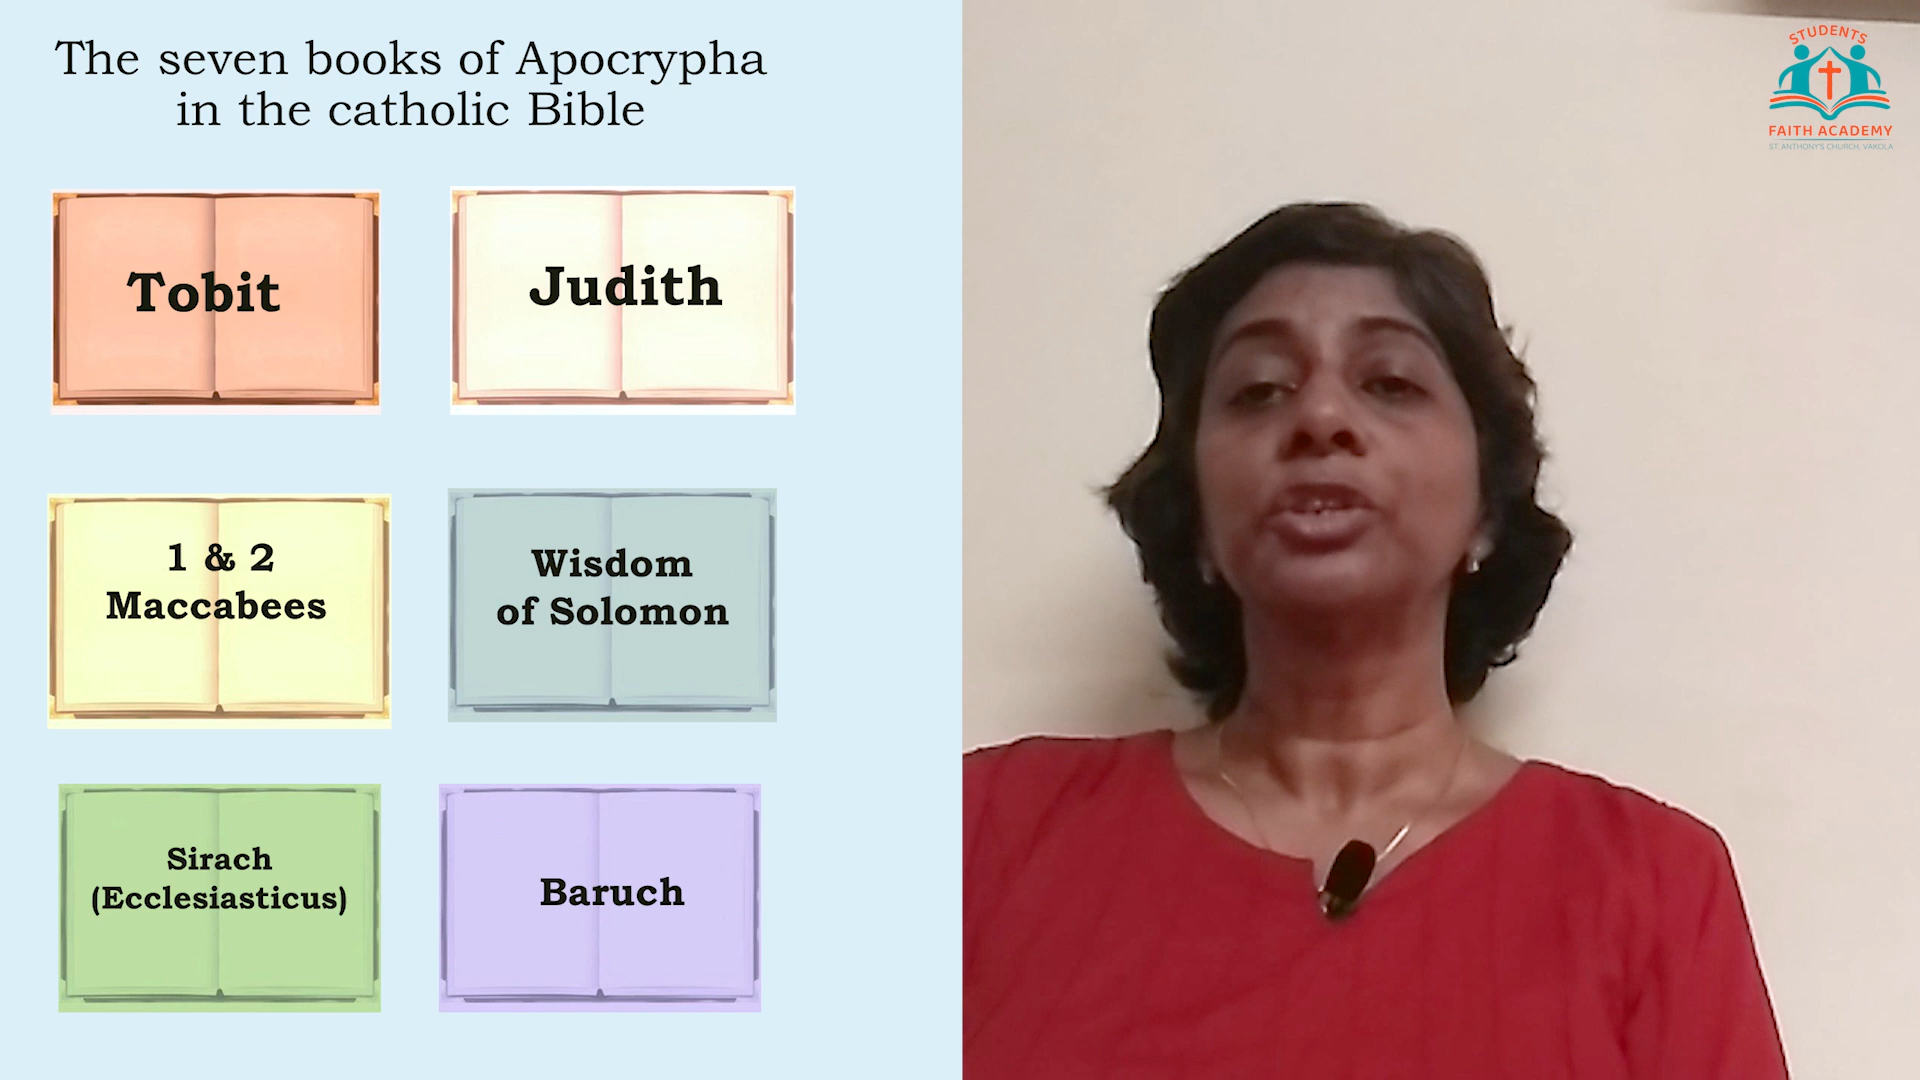 The seven books of Apocrypha
in the catholic Bible
Tobit
Judith
1 & 2
Maccabees
Wisdom
of Solomon
Sirach
(Ecclesiasticus)
Baruch
STUDENTS
FAITH ACADEMY
ST. ANTHONY'S CHURCH, VAKOLA